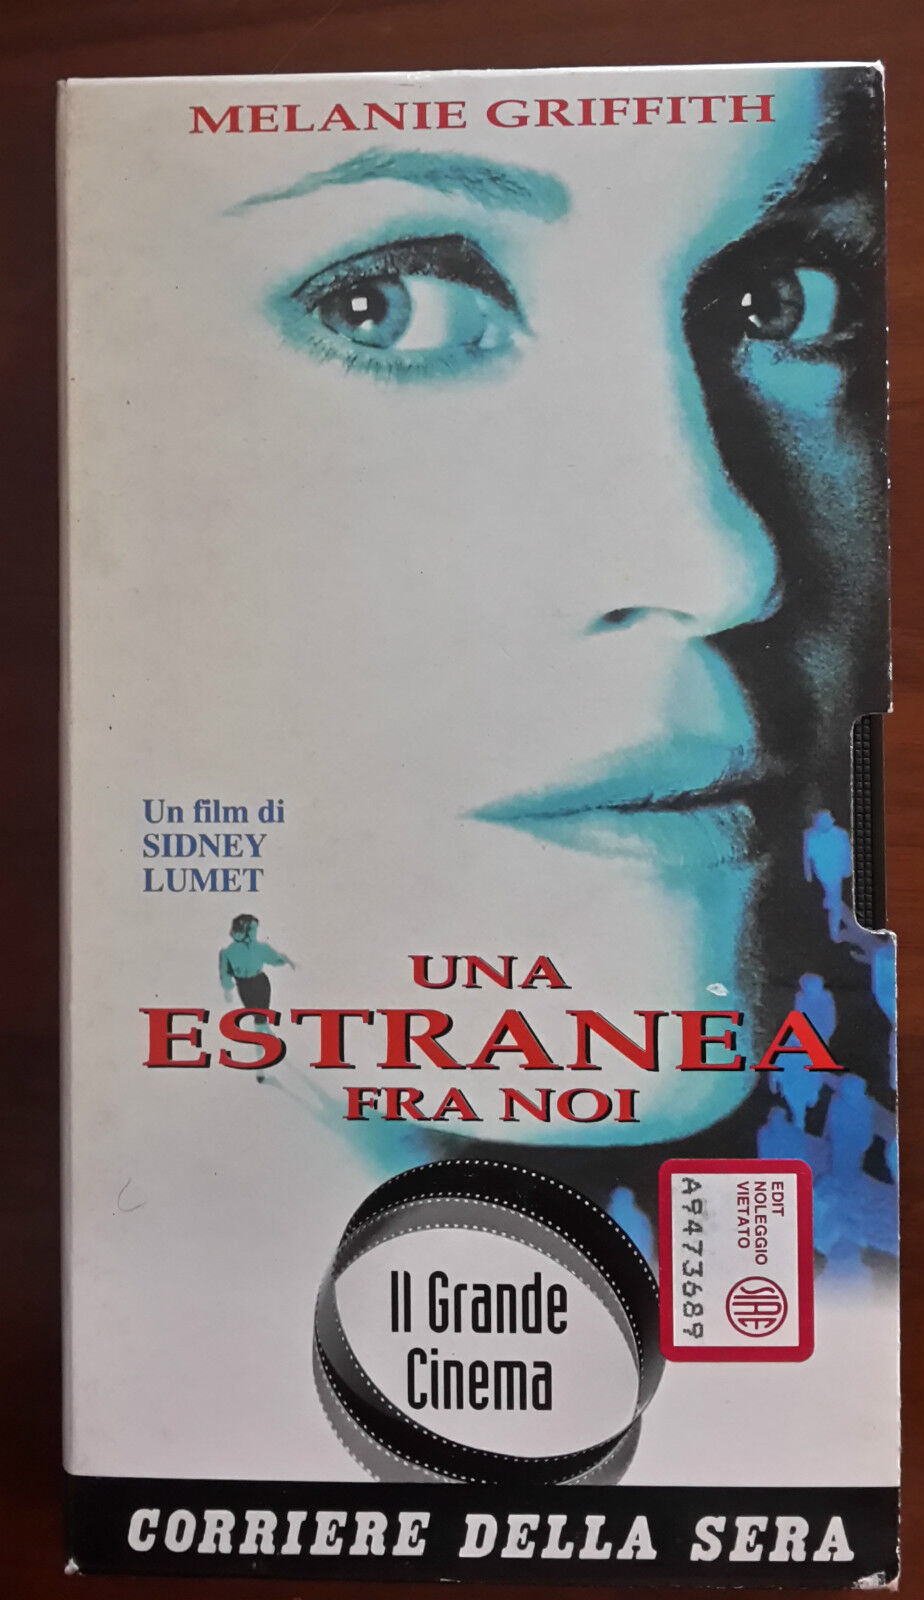 MELANIE GRIFFITH
Un film di
SIDNEY
LUMET
UNA
ESTRANEA
FRA NOI
Il Grande
Cinema
EDIT
NOLEGGIO
VIETATO
SIAE
A9473689
CORRIERE DELLA SERA